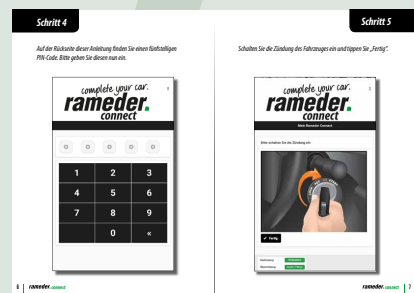 Schritt 4
Auf der Rückseite dieser Anleitung finden Sie einen fünfstelligen
PIN-Code. Bitte geben Sie diesen nun ein.
complete your car.
rameder.
connect
1 2 3
4 5 6
7 8 9
0 «
6 | rameder.connect
Schritt 5
Schalten Sie die Zündung des Fahrzeuges ein und tippen Sie „Fertig“.
complete your car.
rameder.
connect
Mein Rameder Connect
Bitte schalten Sie die Zündung ein
✔ Fertig
rameder.connect | 7